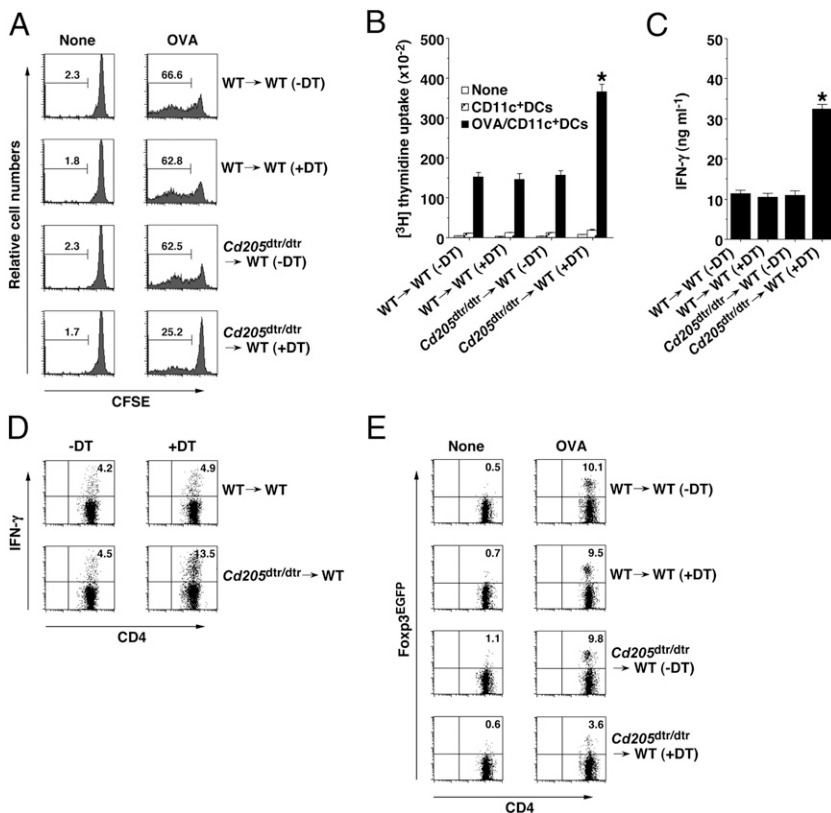 A
None OVA
2.3 66.6 WT→ WT (-DT)
1.8 62.8 WT→ WT (+DT)
2.3 62.5 Cd205dtr/dtr
→ WT (-DT)
1.7 25.2 Cd205dtr/dtr
→ WT (+DT)
Relative cell numbers
CFSE
B
[3H] thymidine uptake (x10-2)
500
400
300
200
150
0
None
CD11c+DCs
OVA/CD11c+DCs
*
WT→ WT (-DT)
WT→ WT (+DT)
Cd205dtr/dtr→ WT (-DT)
Cd205dtr/dtr→ WT (+DT)
C
IFN-γ (ng ml-1)
50
40
30
20
10
0
*
WT→ WT (-DT)
WT→ WT (+DT)
Cd205dtr/dtr→ WT (-DT)
Cd205dtr/dtr→ WT (+DT)
D
-DT +DT
4.2 4.9 WT→ WT
4.5 13.5 Cd205dtr/dtr→ WT
IFN-γ
CD4
E
None OVA
0.5 10.1 WT→ WT (-DT)
0.7 9.5 WT→ WT (+DT)
1.1 9.8 Cd205dtr/dtr
→ WT (-DT)
0.6 3.6 Cd205dtr/dtr
→ WT (+DT)
Foxp3EGFP
CD4